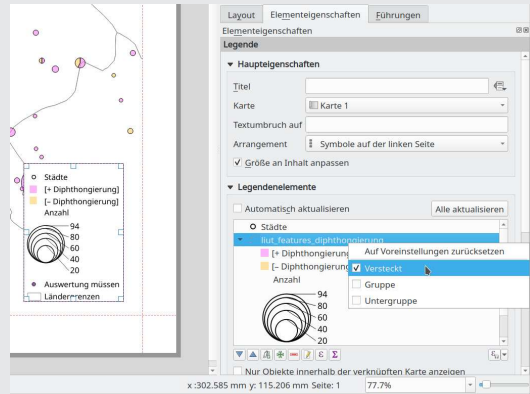 Layout
Elementeigenschaften
Führungen
Elementeigenschaften
Legende
Haupteigenschaften
Titel
Karte
Karte 1
Textumbruch auf
Arrangement
Symbole auf der linken Seite
Größe an Inhalt anpassen
Legendenelemente
Automatisch aktualisieren
Alle aktualisieren
Städte
liut_features_diphthongierung
[+ Diphthongierung
[– Diphthongierung
Anzahl
94
80
60
40
20
Auf Voreinstellungen zurücksetzen
Versteckt
Gruppe
Untergruppe
Nur Objekte innerhalb der verknüpften Karte anzeigen
Städte
[+ Diphthongierung]
[– Diphthongierung]
Anzahl
94
80
60
40
20
Auswertung müssen
Ländergrenzen
x :302.585 mm y: 115.206 mm Seite: 1
77.7%